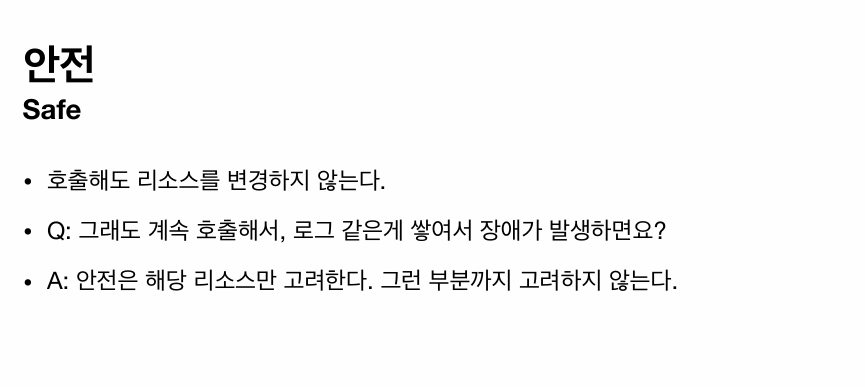 안전
Safe
• 호출해도 리소스를 변경하지 않는다.
• Q: 그래도 계속 호출해서, 로그 같은게 쌓여서 장애가 발생하면요?
• A: 안전은 해당 리소스만 고려한다. 그런 부분까지 고려하지 않는다.